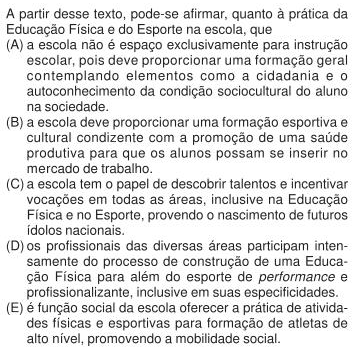 A partir desse texto, pode-se afirmar, quanto à prática da
Educação Física e do Esporte na escola, que
(A) a escola não é espaço exclusivamente para instrução
escolar, pois deve proporcionar uma formação geral
contemplando elementos como a cidadania e o
autoconhecimento da condição sociocultural do aluno
na sociedade.
(B) a escola deve proporcionar uma formação esportiva e
cultural condizente com a promoção de uma saúde
produtiva para que os alunos possam se inserir no
mercado de trabalho.
(C) a escola tem o papel de descobrir talentos e incentivar
vocações em todas as áreas, inclusive na Educação
Física e no Esporte, provendo o nascimento de futuros
ídolos nacionais.
(D) os profissionais das diversas áreas participam inten-
samente do processo de construção de uma Educa-
ção Física para além do esporte de performance e
profissionalizante, inclusive em suas especificidades.
(E) é função social da escola oferecer a prática de ativida-
des físicas e esportivas para formação de atletas de
alto nível, promovendo a mobilidade social.